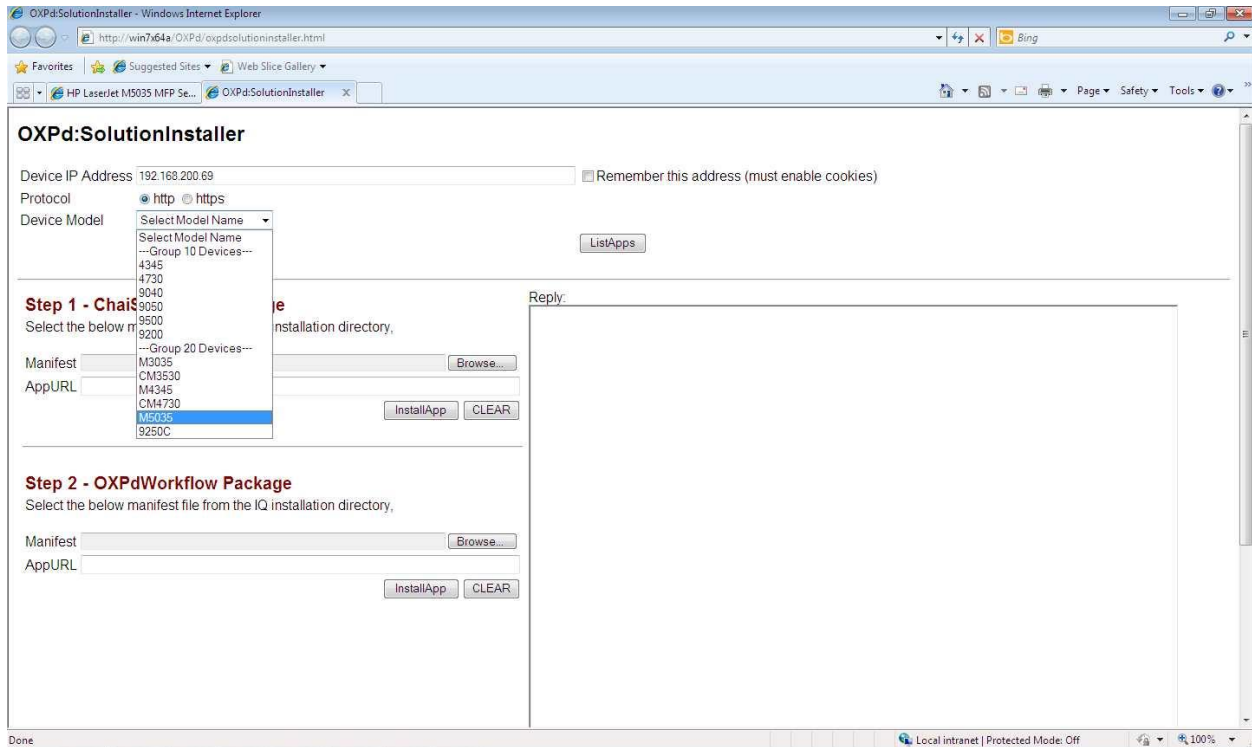 OXPd:SolutionInstaller - Windows Internet Explorer
http://win7x64a/OXPd/oxpdsolutioninstaller.html
Bing
Favorites
Suggested Sites
Web Slice Gallery
HP LaserJet M5035 MFP Se...
OXPd:SolutionInstaller
Page
Safety
Tools
OXPd:SolutionInstaller
Device IP Address 192.168.200.69
Remember this address (must enable cookies)
Protocol http https
Device Model Select Model Name
Select Model Name
---Group 10 Devices---
4345
4730
9040
9050
9500
9200
---Group 20 Devices---
M3035
CM3530
M4345
CM4730
M5035
9250C
ListApps
Step 1 - Chai
Select the below
installation directory,
Manifest Browse...
AppURL
InstallApp CLEAR
Step 2 - OXPdWorkflow Package
Select the below manifest file from the IQ installation directory,
Manifest Browse...
AppURL
InstallApp CLEAR
Reply:
Done
Local intranet | Protected Mode: Off
100%